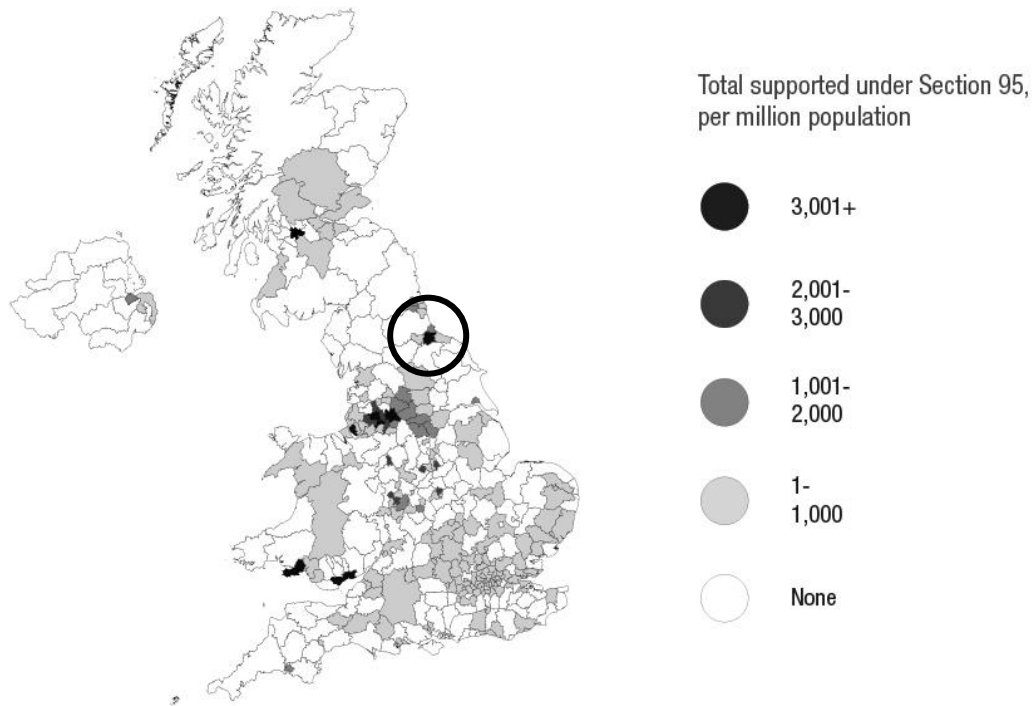 Total supported under Section 95,
per million population
3,001+
2,001-
3,000
1,001-
2,000
1-
1,000
None